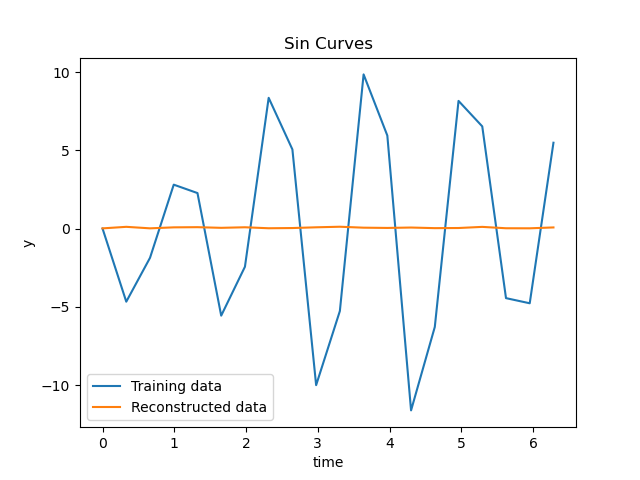 Sin Curves
10
5
0
−5
−10
y
Training data
Reconstructed data
0 1 2 3 4 5 6
time